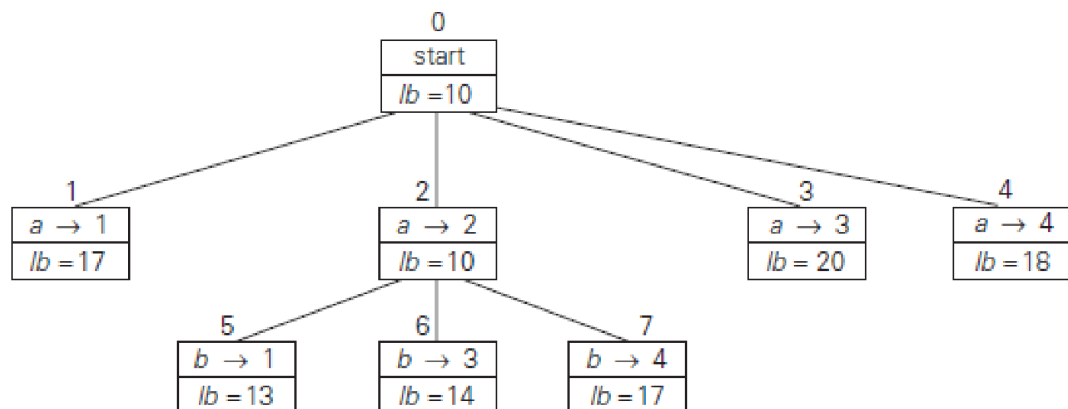 0
start
lb =10
1 2 3 4
a → 1 a → 2 a → 3 a → 4
lb =17 lb =10 lb = 20 lb =18
5 6 7
b → 1 b → 3 b → 4
lb =13 lb =14 lb =17